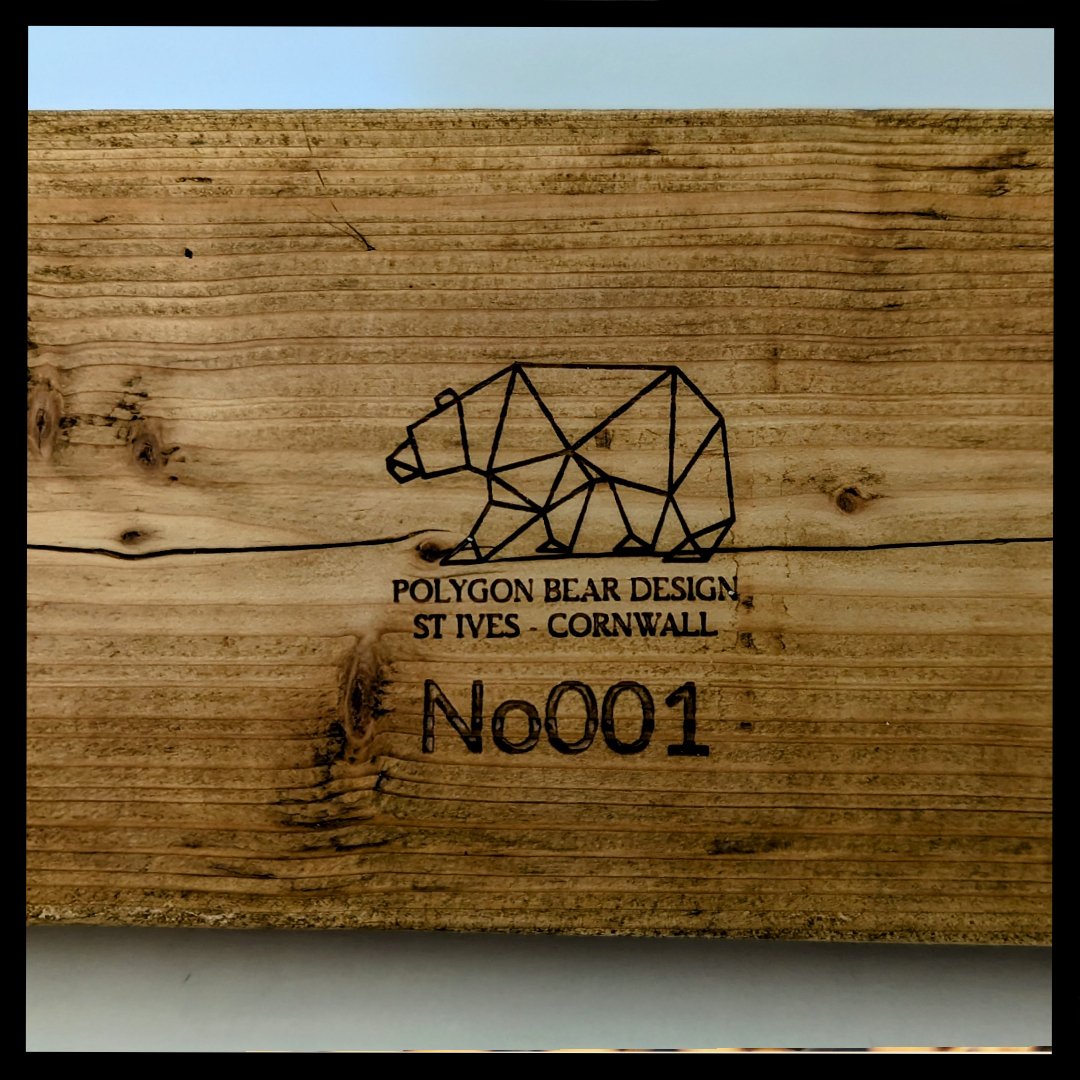 POLYGON BEAR DESIGN
ST IVES - CORNWALL
No001